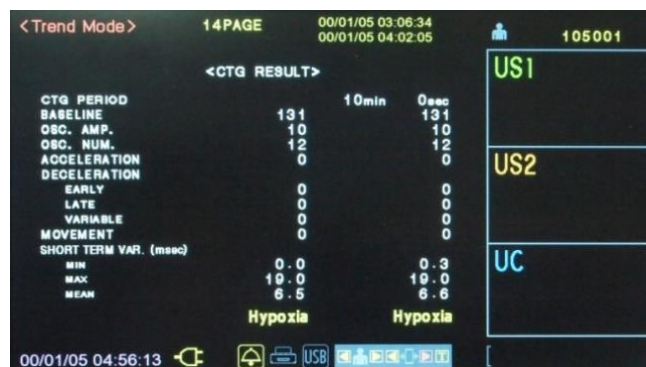 <Trend Mode> 14PAGE 00/01/05 03:06:34
00/01/05 04:02:05
105001
<CTG RESULT>
CTG PERIOD 10min 0sec
BASELINE 131 131
OSC. AMP. 10 10
OSC. NUM. 12 12
ACCELERATION 0 0
DECELERATION
EARLY 0 0
LATE 0 0
VARIABLE 0 0
MOVEMENT 0 0
SHORT TERM VAR. (msec)
MIN 0.0 0.3
MAX 19.0 19.0
MEAN 6.5 6.6
Hypoxia Hypoxia
US1
US2
UC
00/01/05 04:56:13 USB T